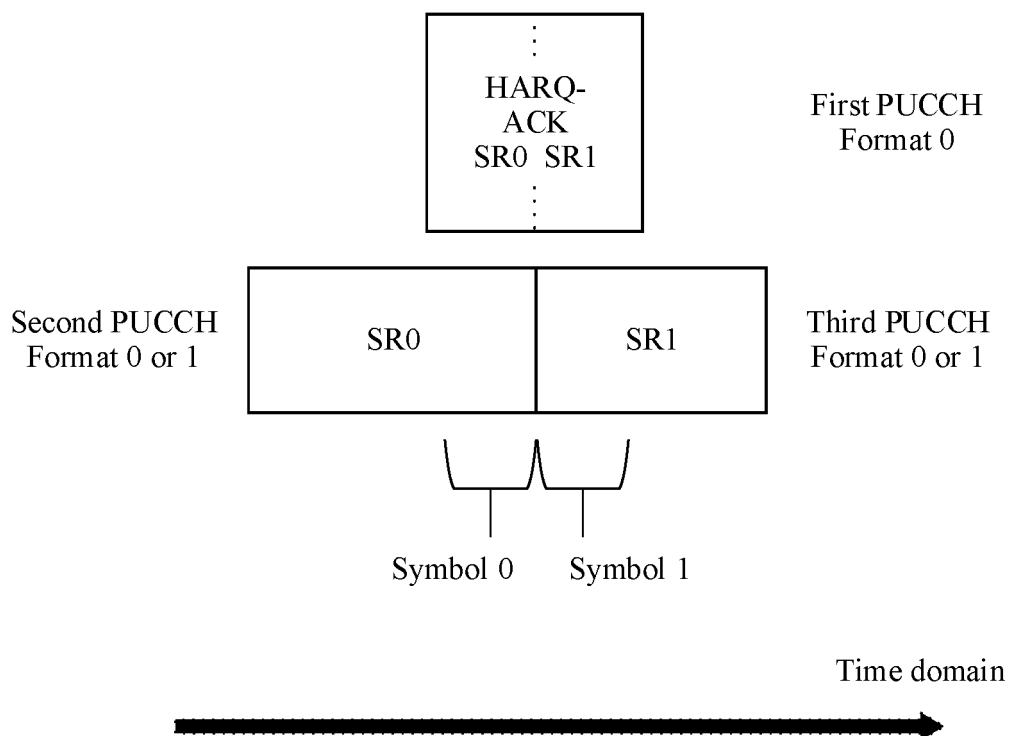 HARQ-
ACK
SR0 SR1
First PUCCH
Format 0
Second PUCCH
Format 0 or 1
SR0
SR1
Third PUCCH
Format 0 or 1
Symbol 0
Symbol 1
Time domain